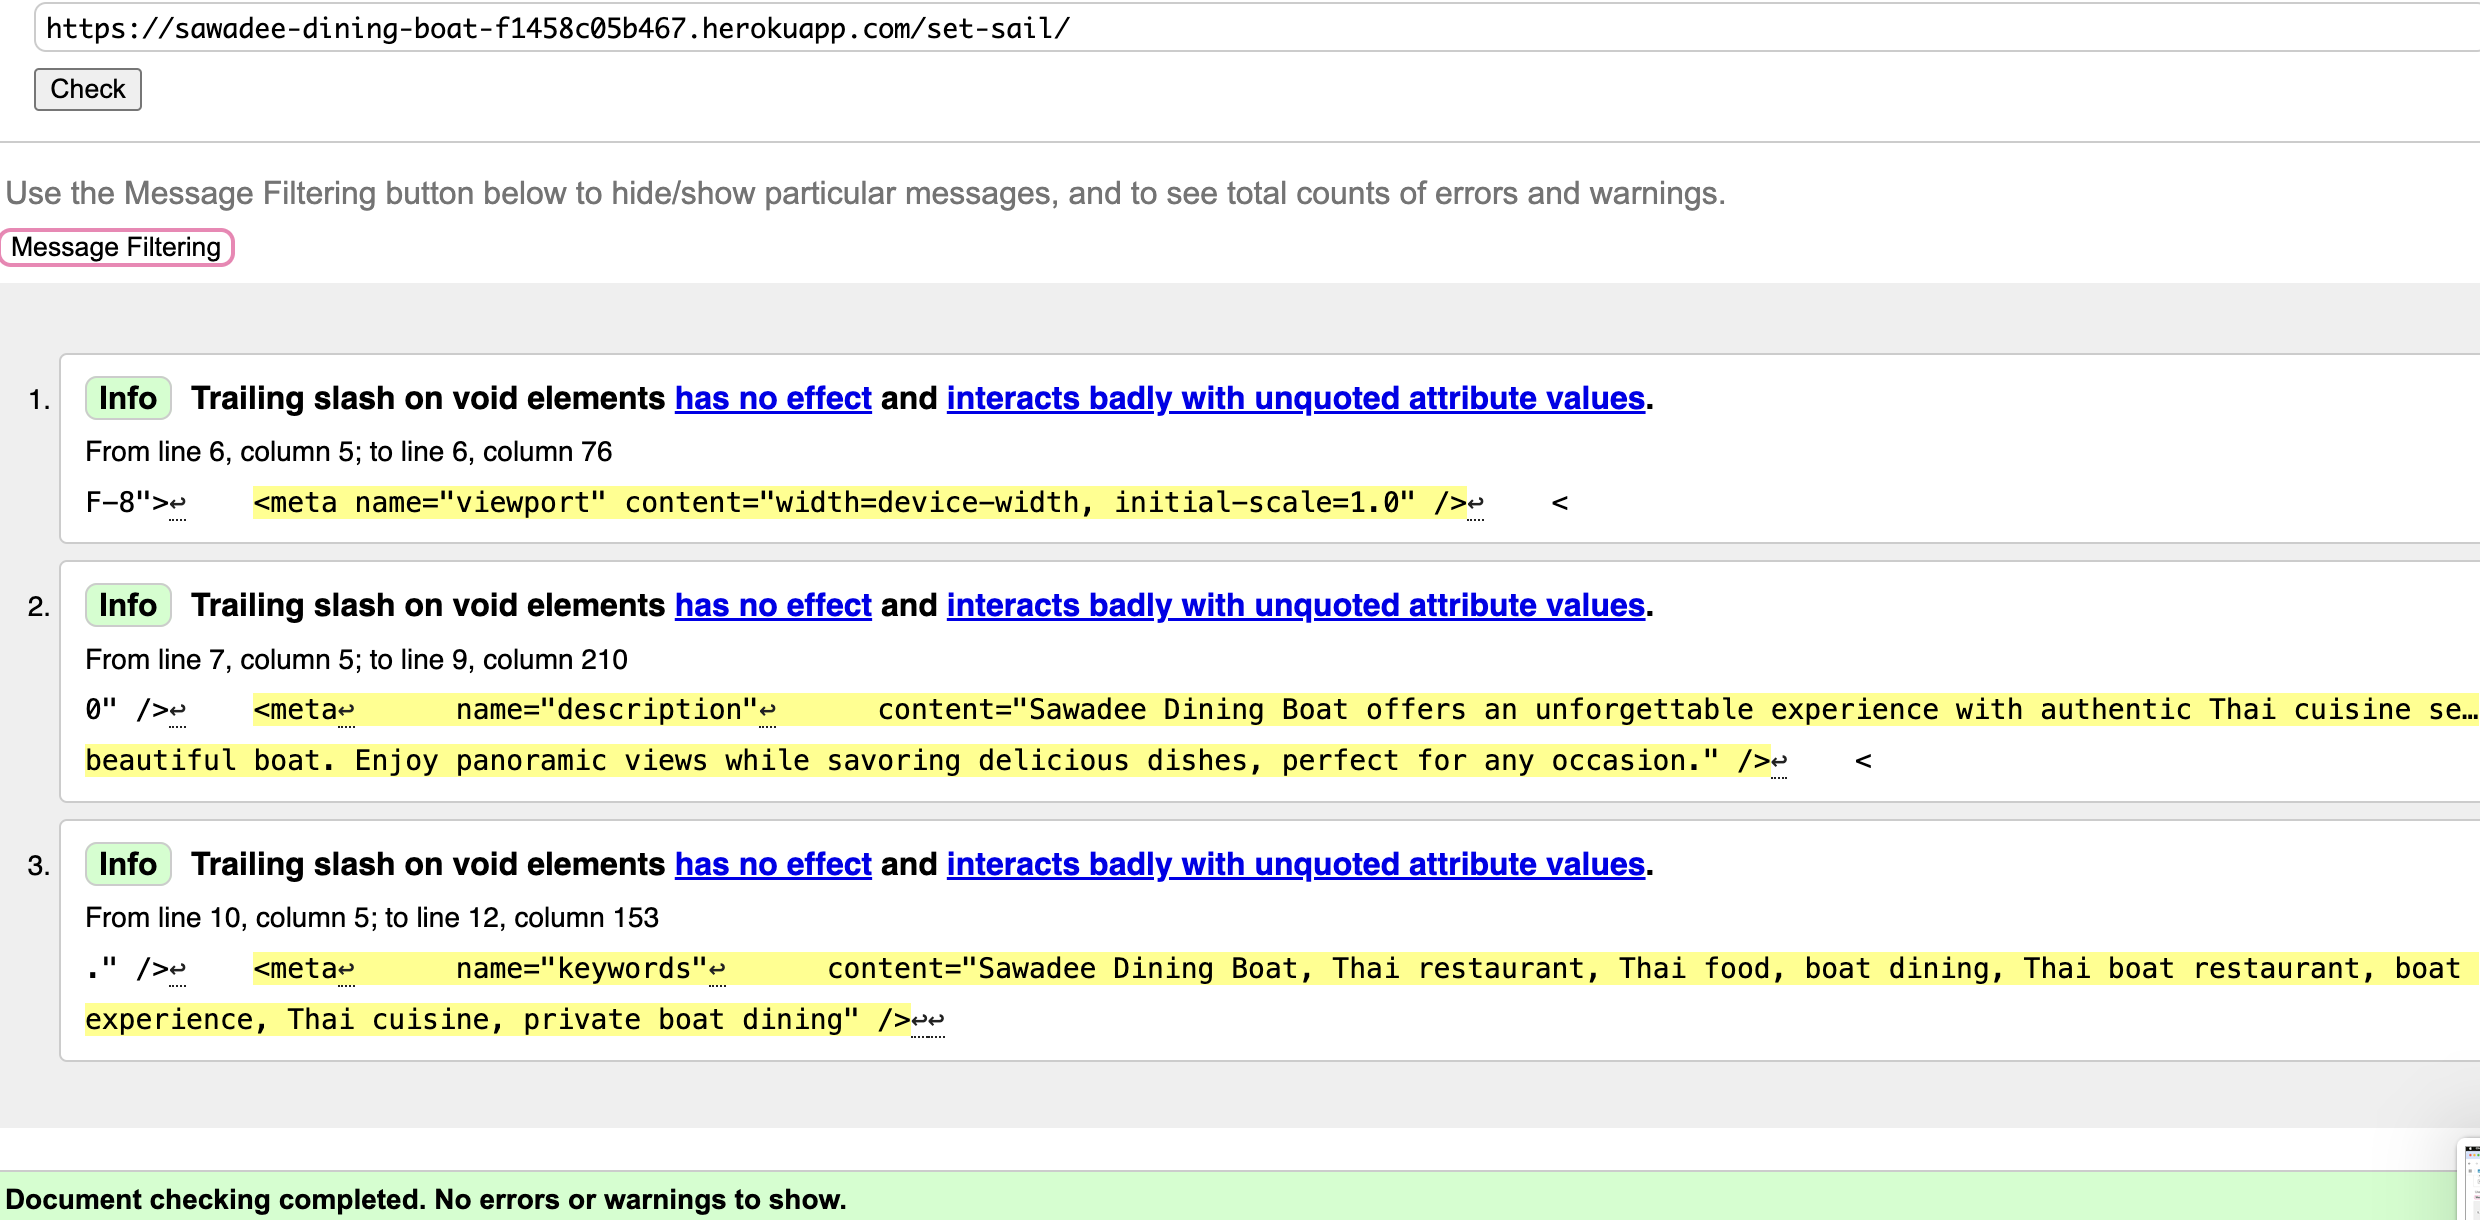 https://sawadee-dining-boat-f1458c05b467.herokuapp.com/set-sail/
Check
Use the Message Filtering button below to hide/show particular messages, and to see total counts of errors and warnings.
Message Filtering
1. Info Trailing slash on void elements has no effect and interacts badly with unquoted attribute values.
From line 6, column 5; to line 6, column 76
F-8">↩ <meta name="viewport" content="width=device-width, initial-scale=1.0" />↩ <
2. Info Trailing slash on void elements has no effect and interacts badly with unquoted attribute values.
From line 7, column 5; to line 9, column 210
0" />↩ <meta↩ name="description"↩ content="Sawadee Dining Boat offers an unforgettable experience with authentic Thai cuisine se…
beautiful boat. Enjoy panoramic views while savoring delicious dishes, perfect for any occasion." />↩ <
3. Info Trailing slash on void elements has no effect and interacts badly with unquoted attribute values.
From line 10, column 5; to line 12, column 153
." />↩ <meta↩ name="keywords"↩ content="Sawadee Dining Boat, Thai restaurant, Thai food, boat dining, Thai boat restaurant, boat
experience, Thai cuisine, private boat dining" />↩↩
Document checking completed. No errors or warnings to show.